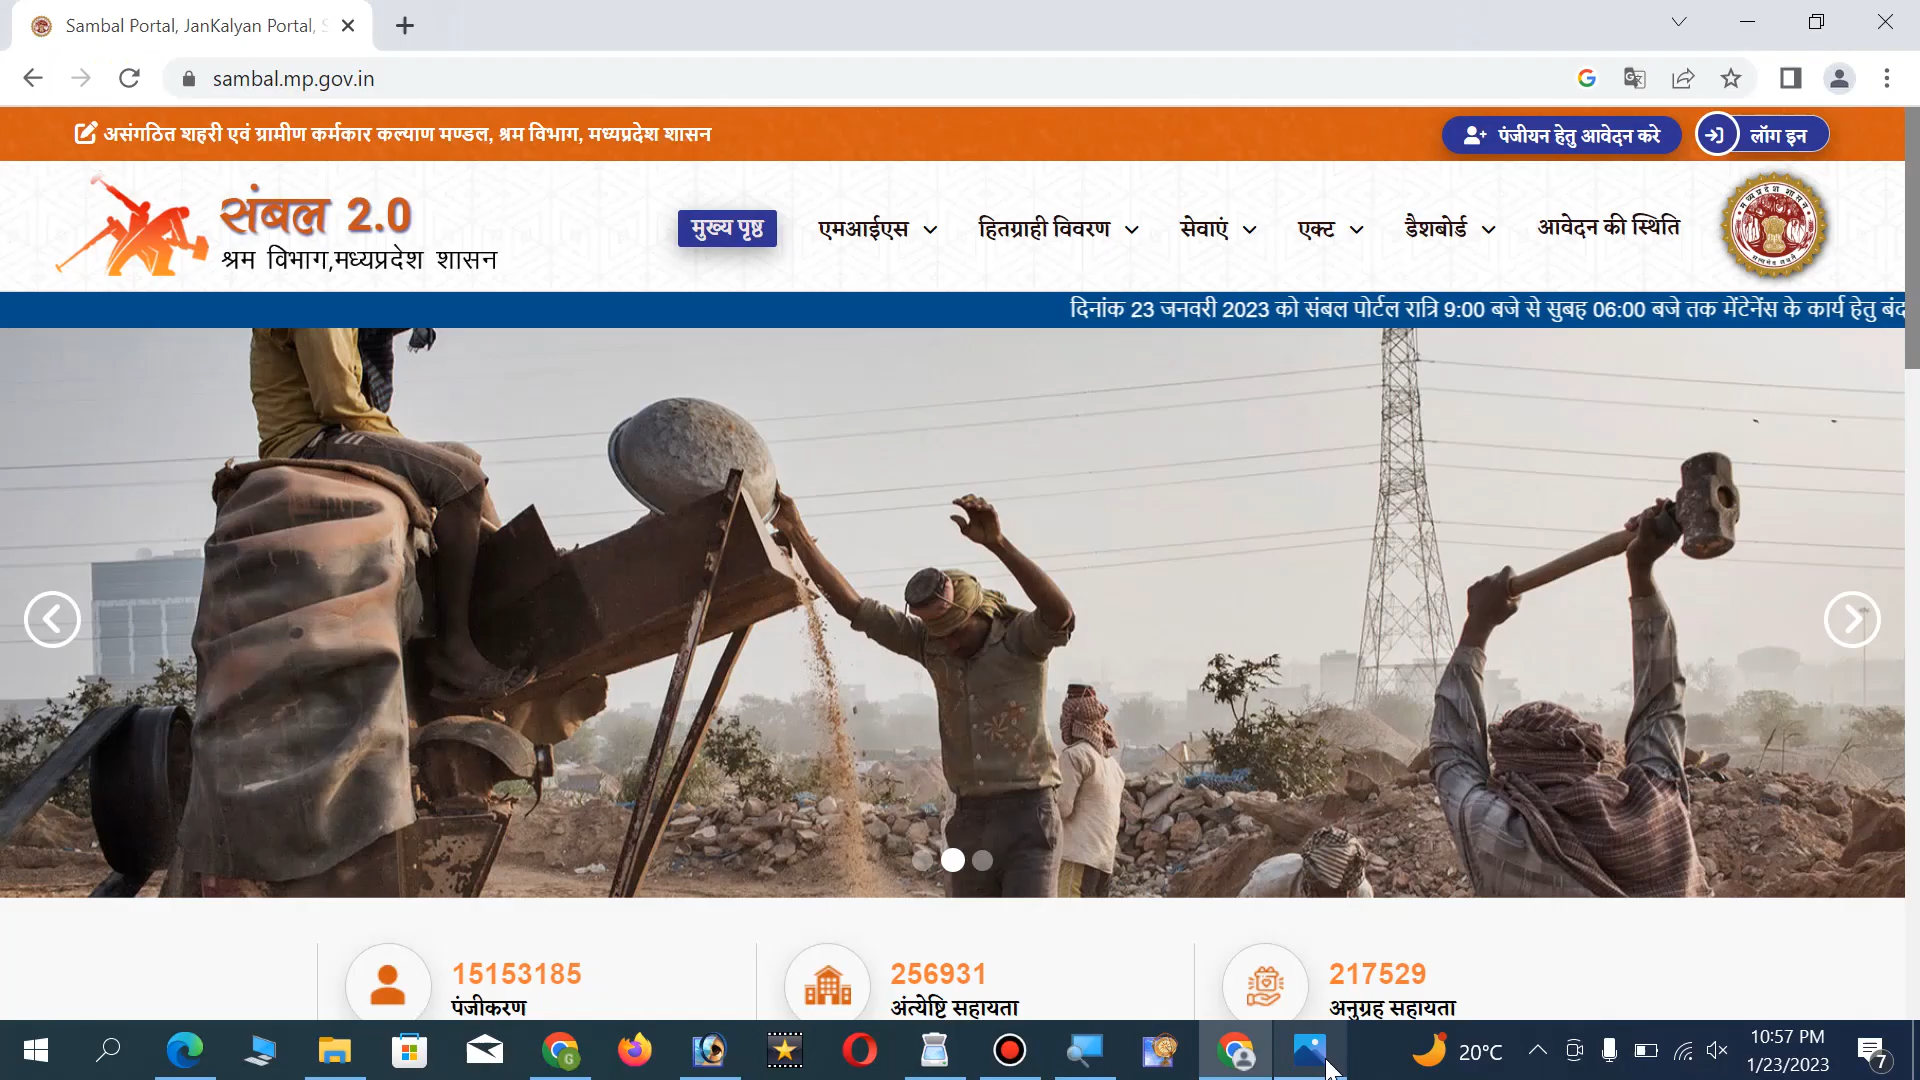 Sambal Portal, JanKalyan Portal,
sambal.mp.gov.in
असंगठित शहरी एवं ग्रामीण कर्मकार कल्याण मण्डल, श्रम विभाग, मध्यप्रदेश शासन
पंजीयन हेतु आवेदन करे
लॉग इन
संबल 2.0
श्रम विभाग,मध्यप्रदेश शासन
मुख्य पृष्ठ
एमआईएस
हितग्राही विवरण
सेवाएं
एक्ट
डैशबोर्ड
आवेदन की स्थिति
दिनांक 23 जनवरी 2023 को संबल पोर्टल रात्रि 9:00 बजे से सुबह 06:00 बजे तक मेंटेनेंस के कार्य हेतु बंद
15153185
पंजीकरण
256931
अंत्येष्टि सहायता
217529
अनुग्रह सहायता
20°C
10:57 PM
1/23/2023
7